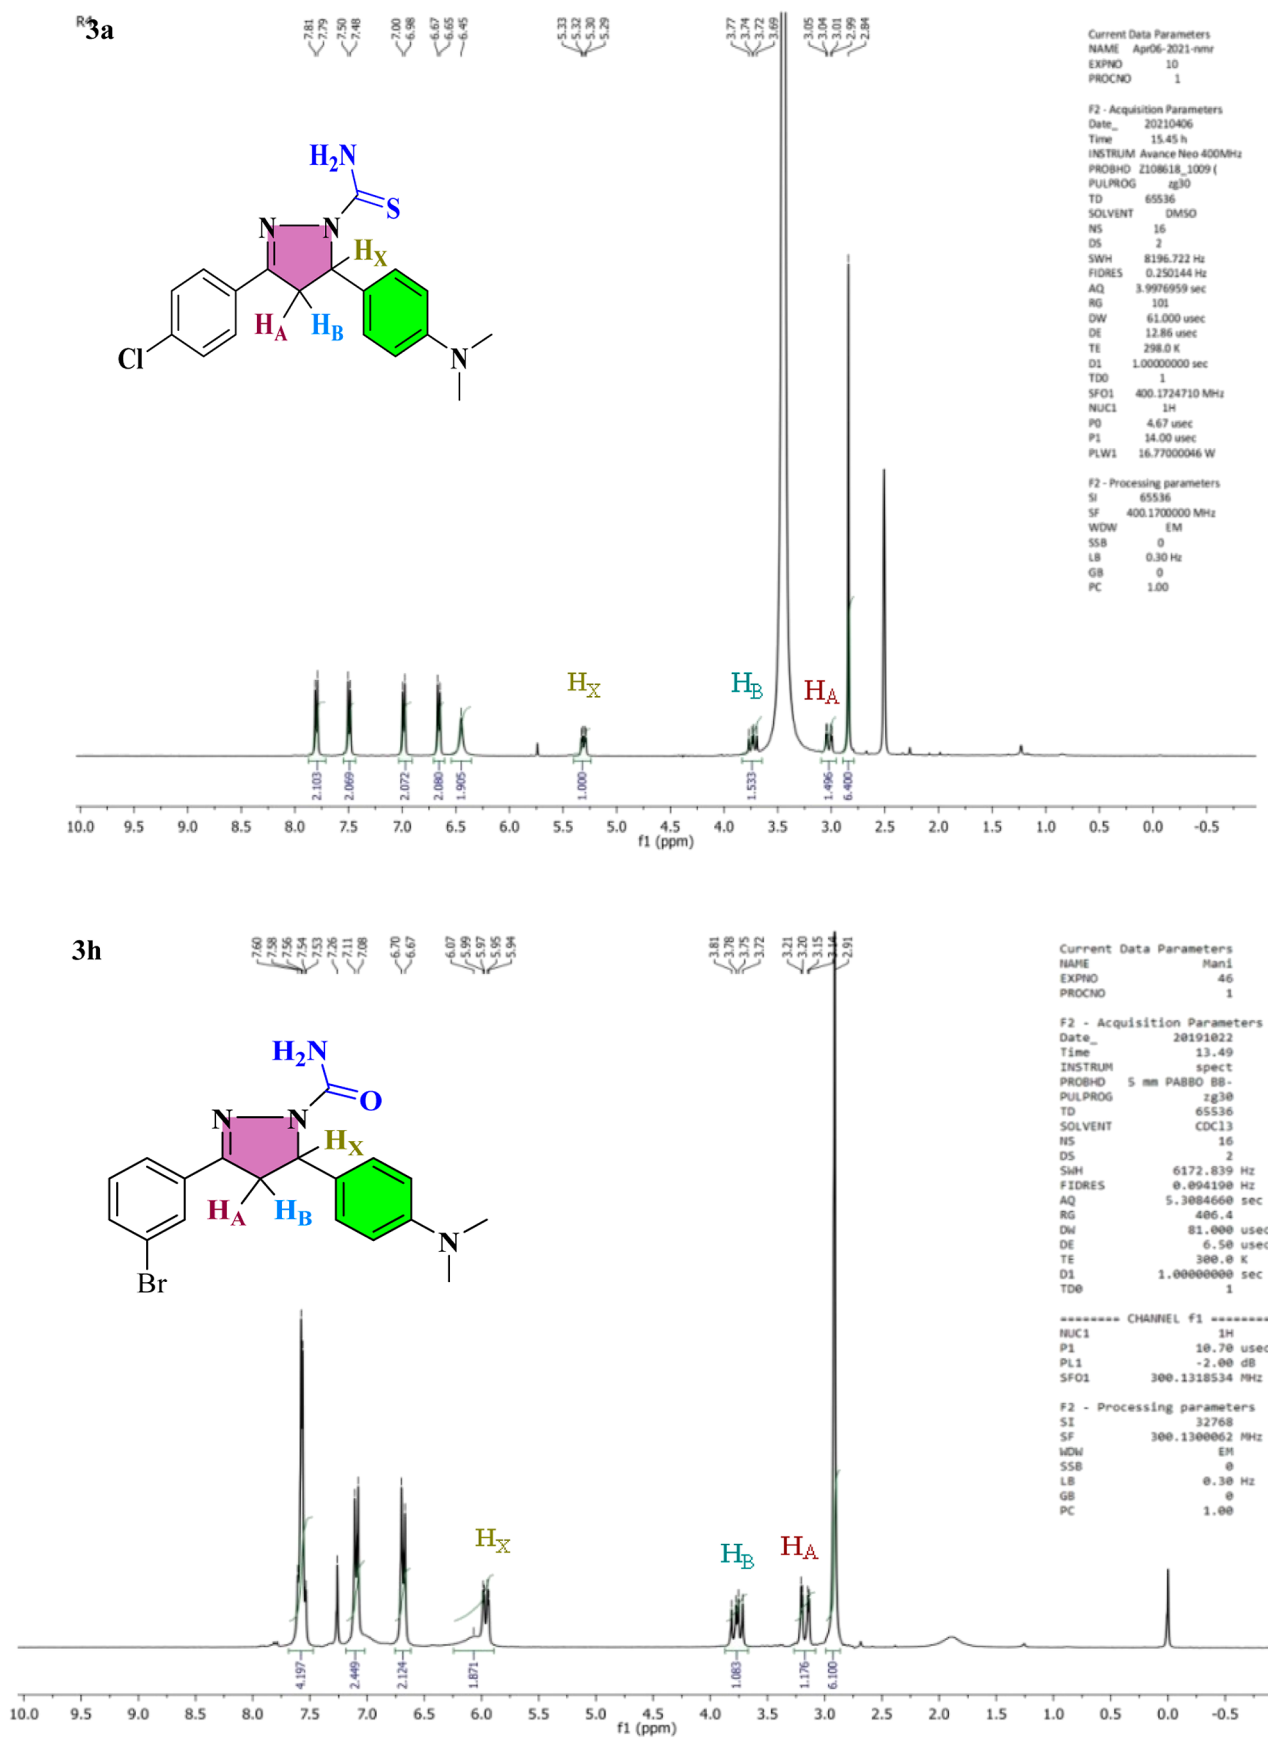 3a
7.81 7.79 7.50 7.48 7.00 6.98 6.67 6.65 6.45 5.33 5.32 5.30 5.29 3.77 3.74 3.72 3.69 3.05 3.04 3.01 2.99 2.84
Current Data Parameters
NAME Apr06-2021-nmr
EXPNO 10
PROCNO 1
F2 - Acquisition Parameters
Date_ 20210406
Time 15.45 h
INSTRUM Avance Neo 400MHz
PROBHD Z108618_1009 (
PULPROG zg30
TD 65536
SOLVENT DMSO
NS 16
DS 2
SWH 8196.722 Hz
FIDRES 0.250144 Hz
AQ 3.9976959 sec
RG 101
DW 61.000 usec
DE 12.86 usec
TE 298.0 K
D1 1.00000000 sec
TD0 1
SFO1 400.1724710 MHz
NUC1 1H
P0 4.67 usec
P1 14.00 usec
PLW1 16.77000046 W
F2 - Processing parameters
SI 65536
SF 400.1700000 MHz
WDW EM
SSB 0
LB 0.30 Hz
GB 0
PC 1.00
H2N
S
N N
HX
HA HB
Cl
N
HX HB HA
2.103 2.069 2.072 2.080 1.905 1.000 1.533 1.496 6.400
10.0 9.5 9.0 8.5 8.0 7.5 7.0 6.5 6.0 5.5 5.0 4.5 4.0 3.5 3.0 2.5 2.0 1.5 1.0 0.5 0.0 -0.5
f1 (ppm)
3h
7.60 7.58 7.56 7.54 7.53 7.26 7.11 7.08 6.70 6.67 6.07 5.99 5.97 5.95 5.94 3.81 3.78 3.75 3.72 3.21 3.20 3.15 3.14 2.91
Current Data Parameters
NAME Mani
EXPNO 46
PROCNO 1
F2 - Acquisition Parameters
Date_ 20191022
Time 13.49
INSTRUM spect
PROBHD 5 mm PABBO BB-
PULPROG zg30
TD 65536
SOLVENT CDCl3
NS 16
DS 2
SWH 6172.839 Hz
FIDRES 0.094190 Hz
AQ 5.3084660 sec
RG 406.4
DW 81.000 usec
DE 6.50 usec
TE 300.0 K
D1 1.00000000 sec
TD0 1
======== CHANNEL f1 ========
NUC1 1H
P1 10.70 usec
PL1 -2.00 dB
SFO1 300.1318534 MHz
F2 - Processing parameters
SI 32768
SF 300.1300062 MHz
WDW EM
SSB 0
LB 0.30 Hz
GB 0
PC 1.00
H2N
O
N N
HX
HA HB
N
Br
HX HB HA
4.197 2.449 2.124 1.871 1.083 1.176 6.100
10.0 9.5 9.0 8.5 8.0 7.5 7.0 6.5 6.0 5.5 5.0 4.5 4.0 3.5 3.0 2.5 2.0 1.5 1.0 0.5 0.0 -0.5
f1 (ppm)